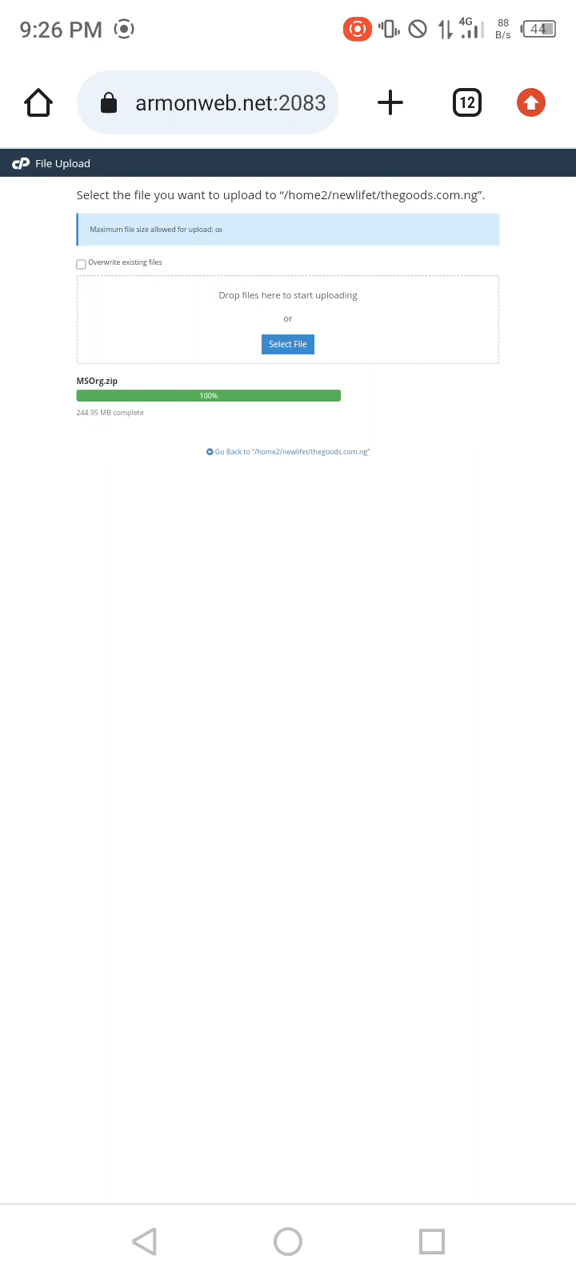 9:26 PM
4G
88
B/s
44
armonweb.net:2083
12
cP File Upload
Select the file you want to upload to “/home2/newlifet/thegoods.com.ng”.
Maximum file size allowed for upload: ∞
Overwrite existing files
Drop files here to start uploading
or
Select File
MSOrg.zip
100%
244.95 MB complete
Go Back to “/home2/newlifet/thegoods.com.ng”